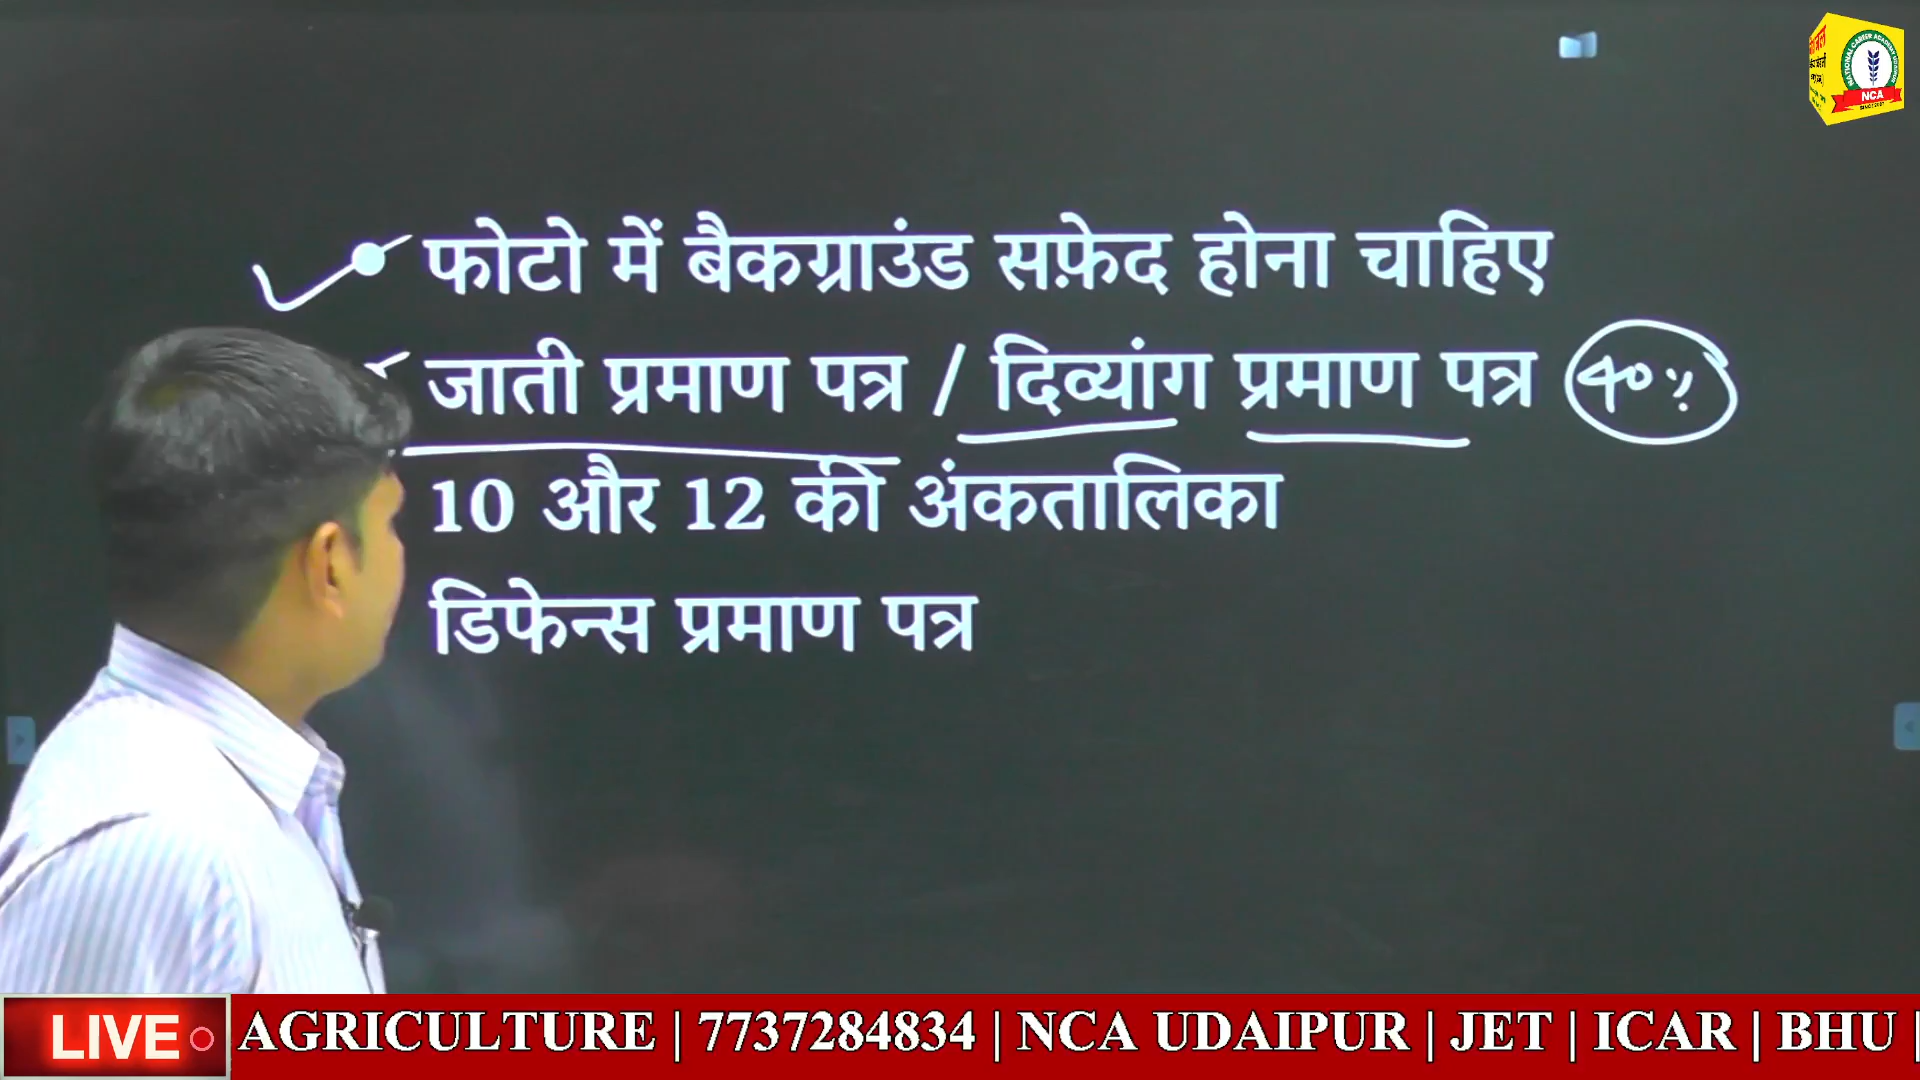 फोटो में बैकग्राउंड सफ़ेद होना चाहिए
जाती प्रमाण पत्र / दिव्यांग प्रमाण पत्र 40%
10 और 12 की अंकतालिका
डिफेन्स प्रमाण पत्र
NCA
LIVE AGRICULTURE | 7737284834 | NCA UDAIPUR | JET | ICAR | BHU |